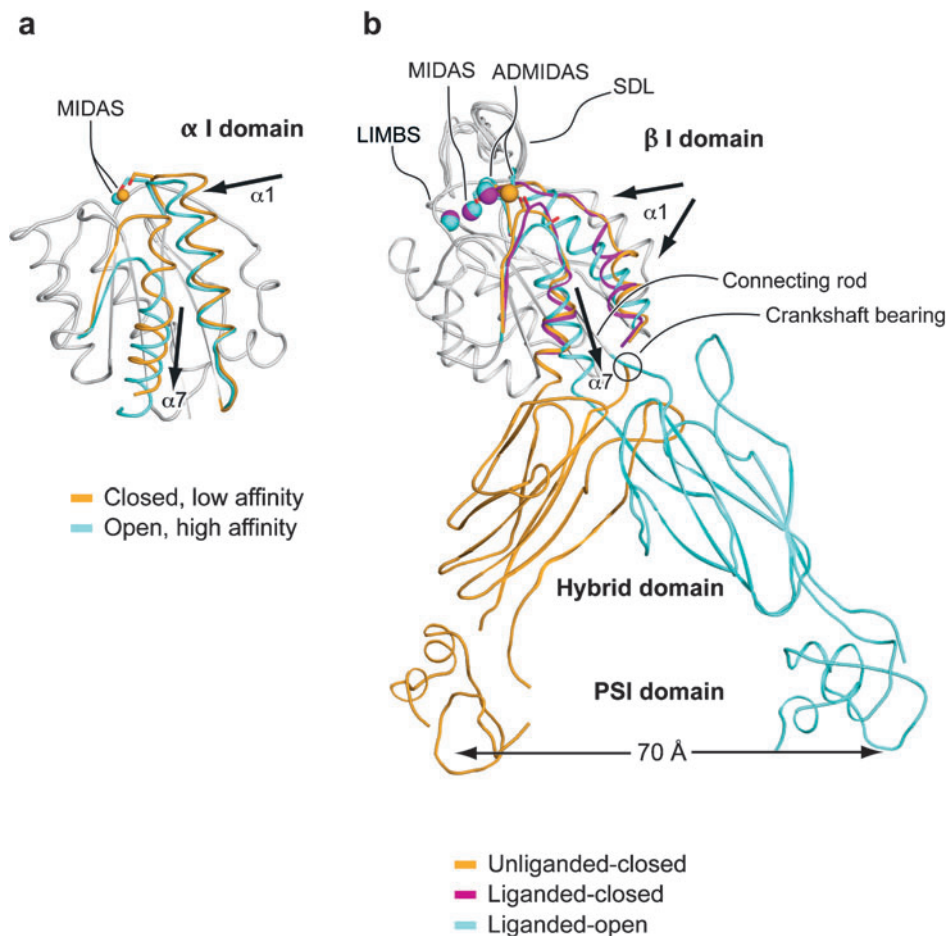 a
MIDAS
α I domain
α1
α7
Closed, low affinity
Open, high affinity
b
MIDAS
ADMIDAS
SDL
LIMBS
β I domain
α1
Connecting rod
Crankshaft bearing
α7
Hybrid domain
PSI domain
70 Å
Unliganded-closed
Liganded-closed
Liganded-open